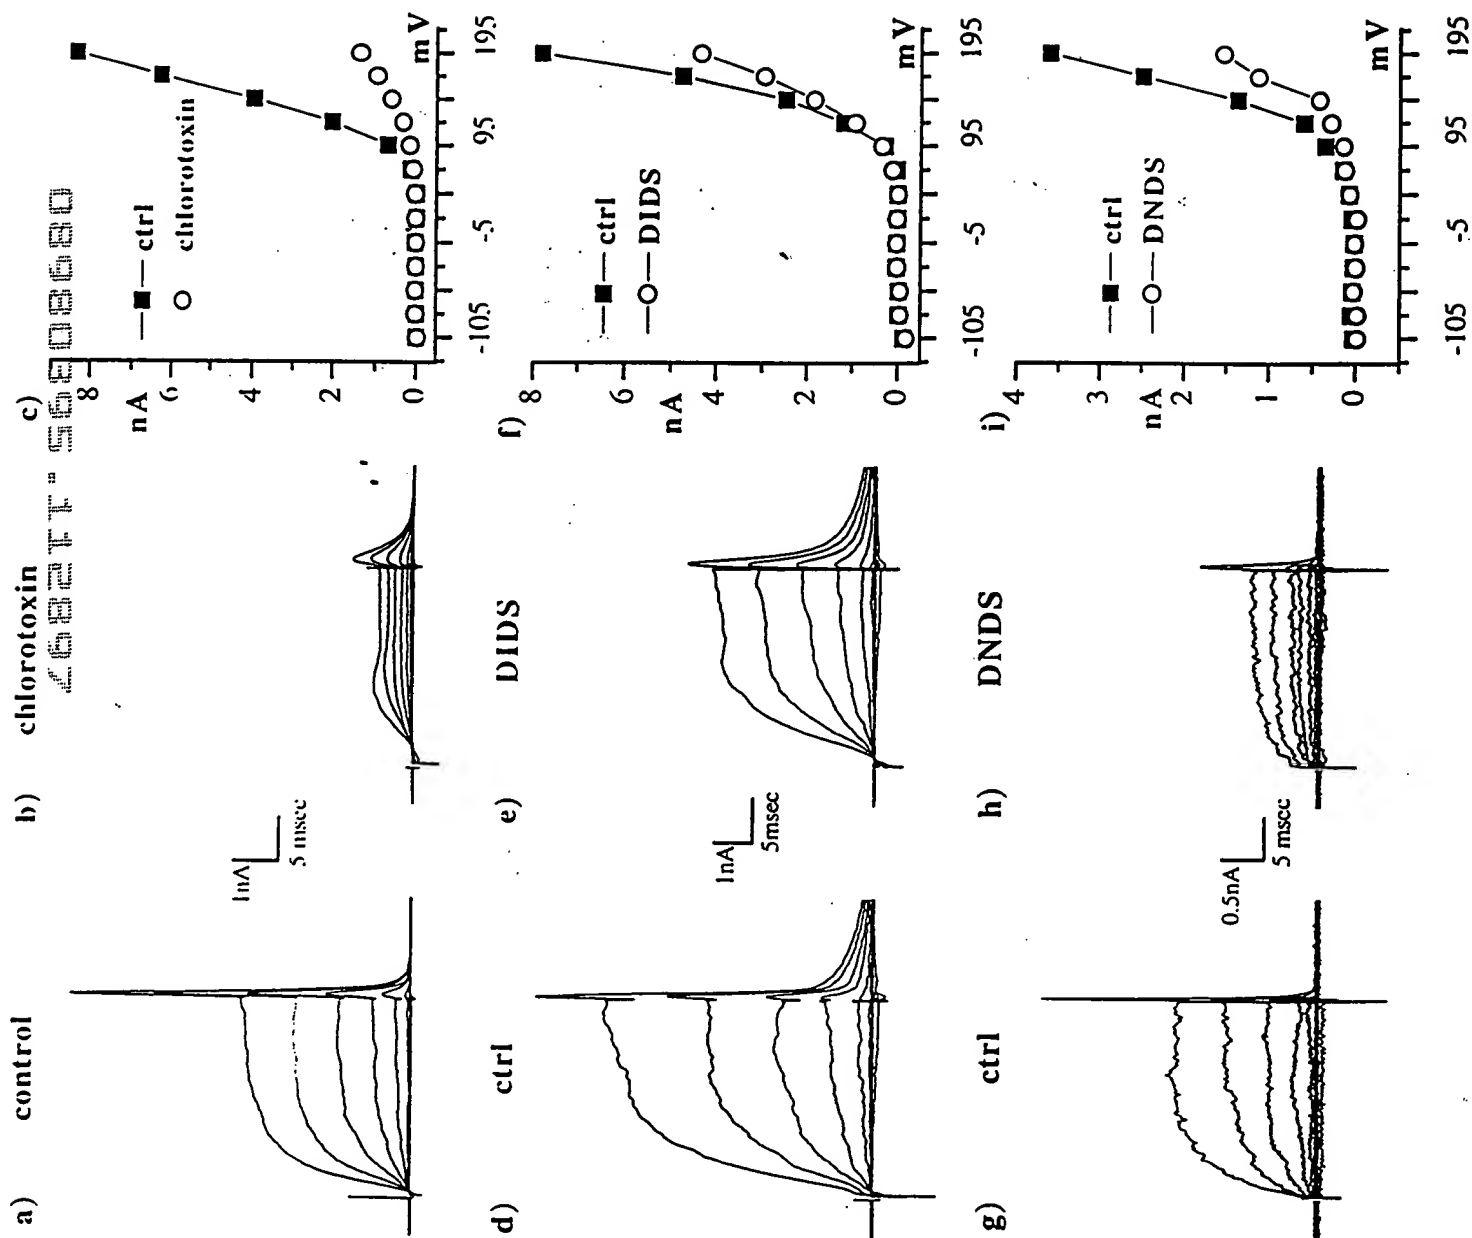 a) control
b) chlorotoxin
c)
08980395.112897
1nA
5 msec
nA
8
6
4
2
0
ctrl
chlorotoxin
-105 -5 95 195
mV
d) ctrl
e) DIDS
f)
1nA
5msec
nA
8
6
4
2
0
ctrl
DIDS
-105 -5 95 195
mV
g) ctrl
h) DNDS
i)
0.5nA
5 msec
nA
4
3
2
1
0
ctrl
DNDS
-105 -5 95 195
mV